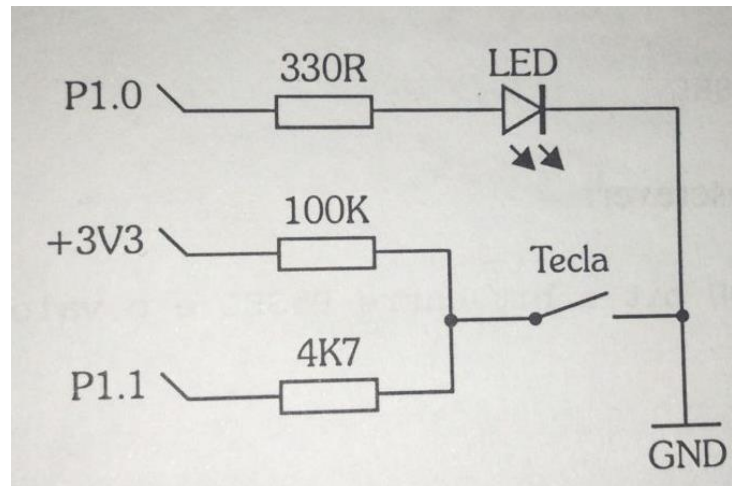 330R
LED
P1.0
100K
+3V3
Tecla
4K7
P1.1
GND